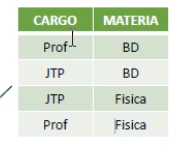 CARGO MATERIA
Prof BD
JTP BD
JTP Fisica
Prof Fisica